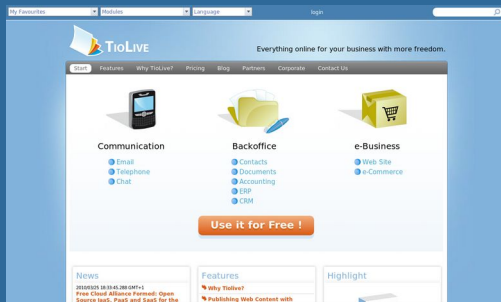 My Favourites Modules Language login
TioLive
Everything online for your business with more freedom.
Start Features Why TioLive? Pricing Blog Partners Corporate Contact Us
Communication Backoffice e-Business
Email Contacts Web Site
Telephone Documents e-Commerce
Chat Accounting
ERP
CRM
Use it for Free !
News Features Highlight
2010/03/25 18:33:45.288 GMT+1
Free Cloud Alliance Formed: Open
Source IaaS, PaaS and SaaS for the
Why Tiolive?
Publishing Web Content with